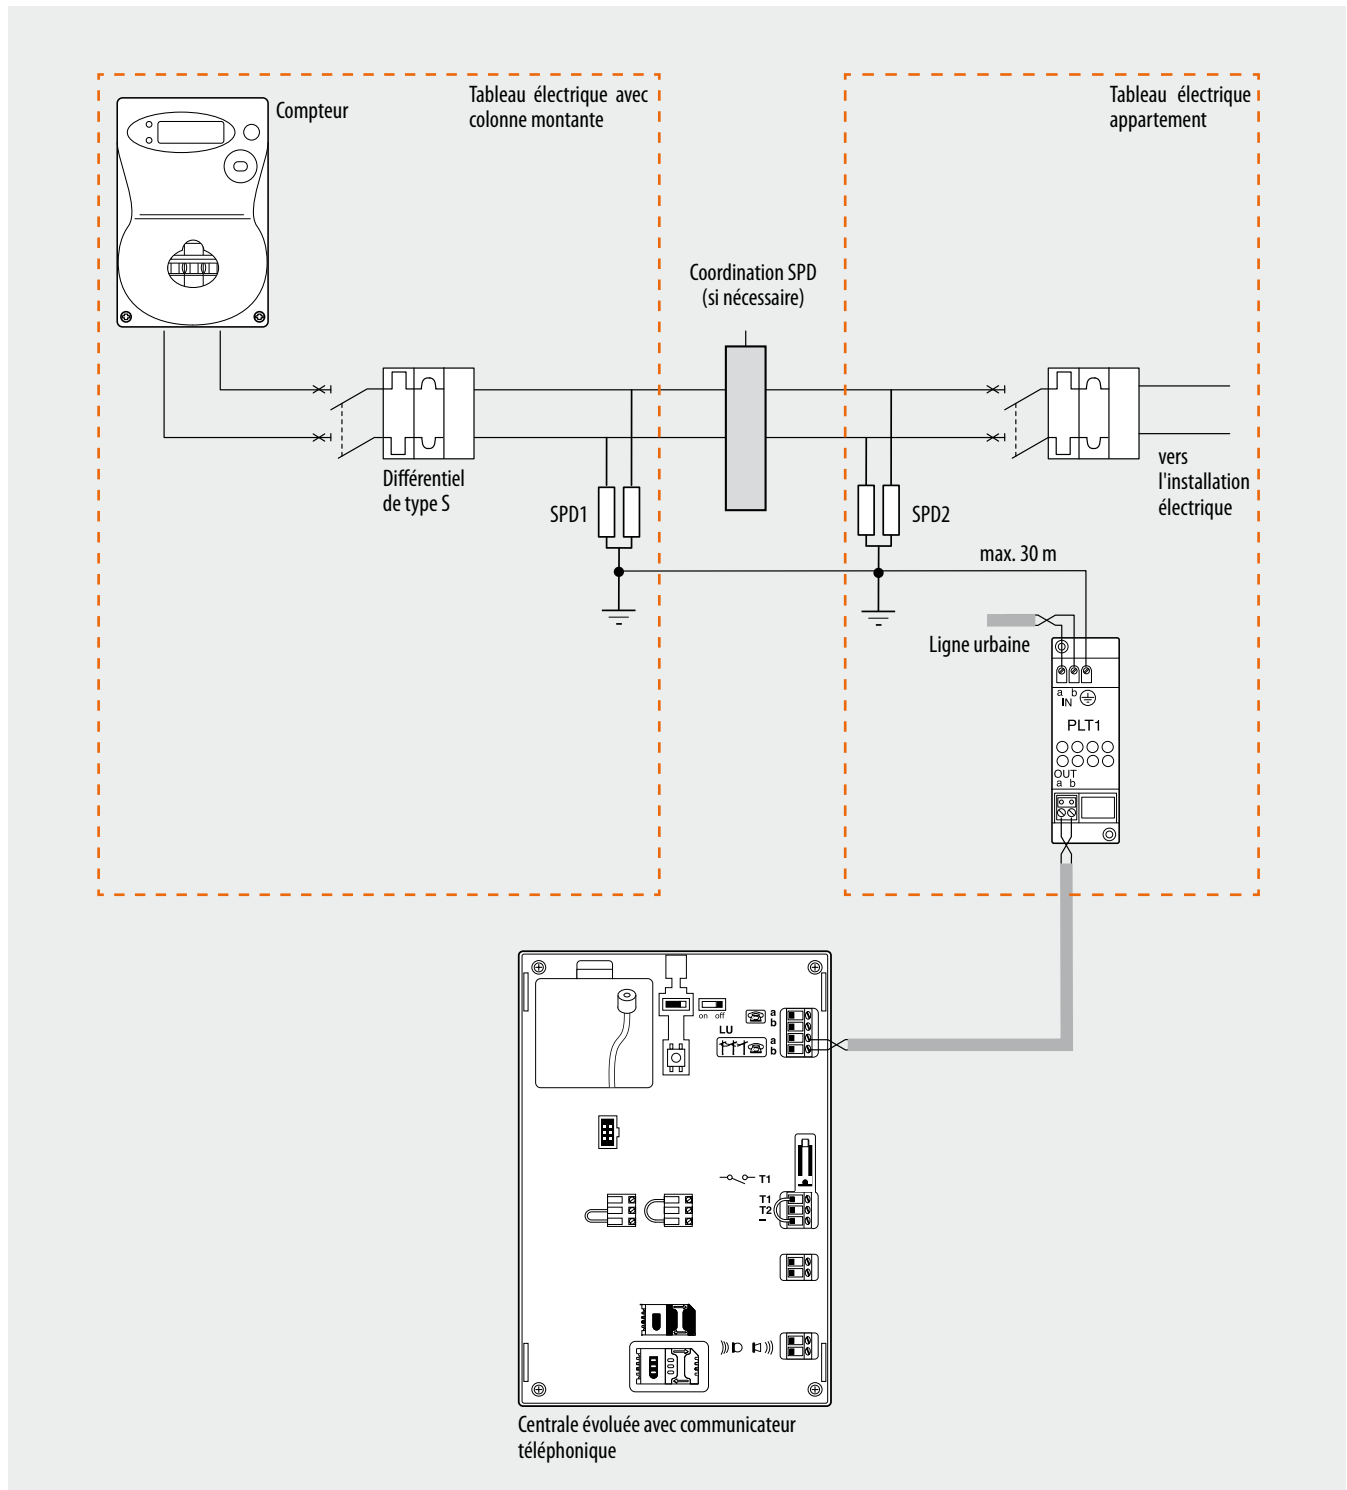 Compteur
Tableau électrique avec
colonne montante
Tableau électrique
appartement
Coordination SPD
(si nécessaire)
Différentiel
de type S
SPD1
SPD2
vers
l'installation
électrique
max. 30 m
Ligne urbaine
a b
IN
PLT1
OUT
a b
on off
a
b
LU
a
b
T1
T1
T2
–
Centrale évoluée avec communicateur
téléphonique